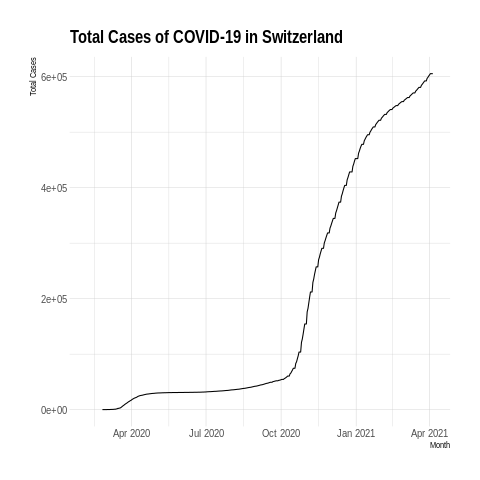 Total Cases of COVID-19 in Switzerland
Total Cases
6e+05
4e+05
2e+05
0e+00
Apr 2020
Jul 2020
Oct 2020
Jan 2021
Apr 2021
Month